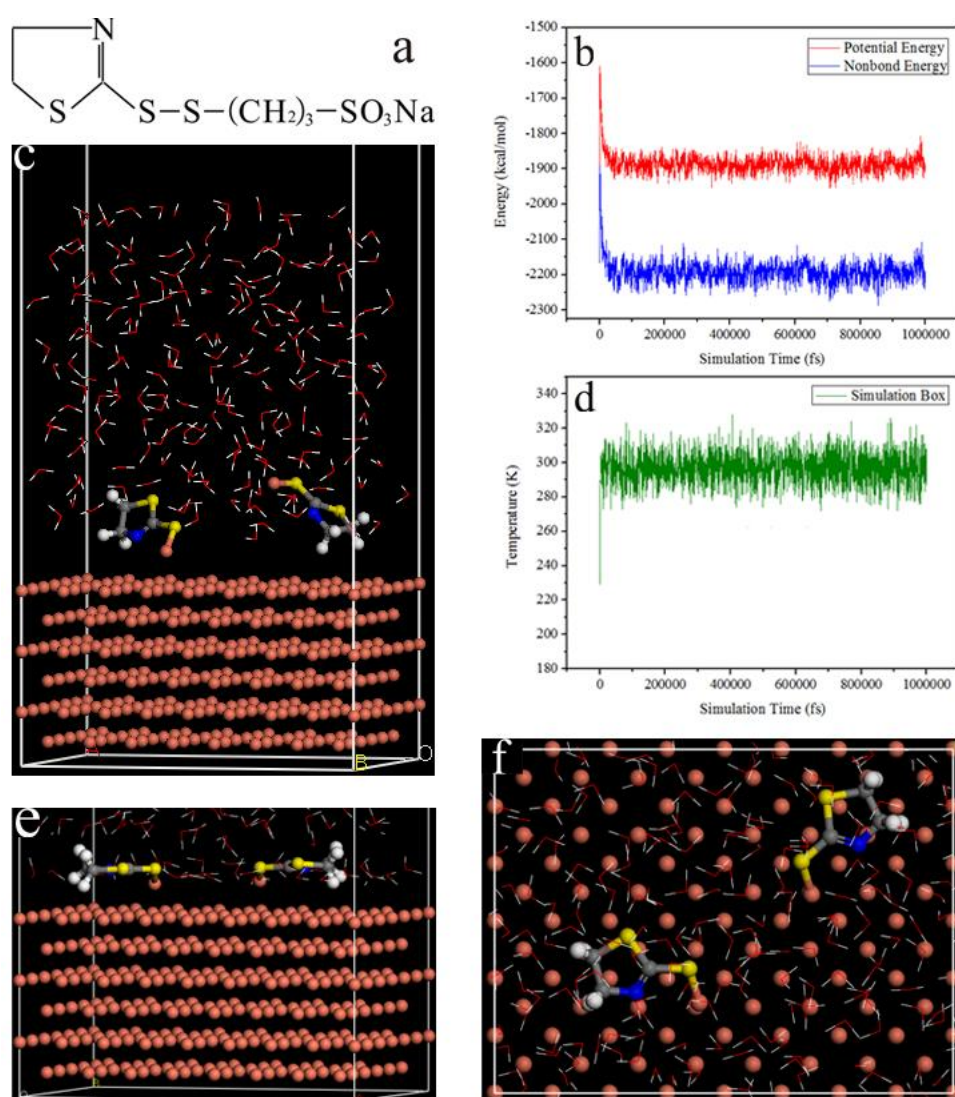 N
a
S
S–S–(CH₂)₃–SO₃Na
b
Potential Energy
Nonbond Energy
-1500
-1600
-1700
-1800
-1900
-2000
-2100
-2200
-2300
Energy (kcal/mol)
0
200000
400000
600000
800000
1000000
Simulation Time (fs)
c
B
O
d
Simulation Box
340
320
300
280
260
240
220
200
180
Temperature (K)
0
200000
400000
600000
800000
1000000
Simulation Time (fs)
e
f